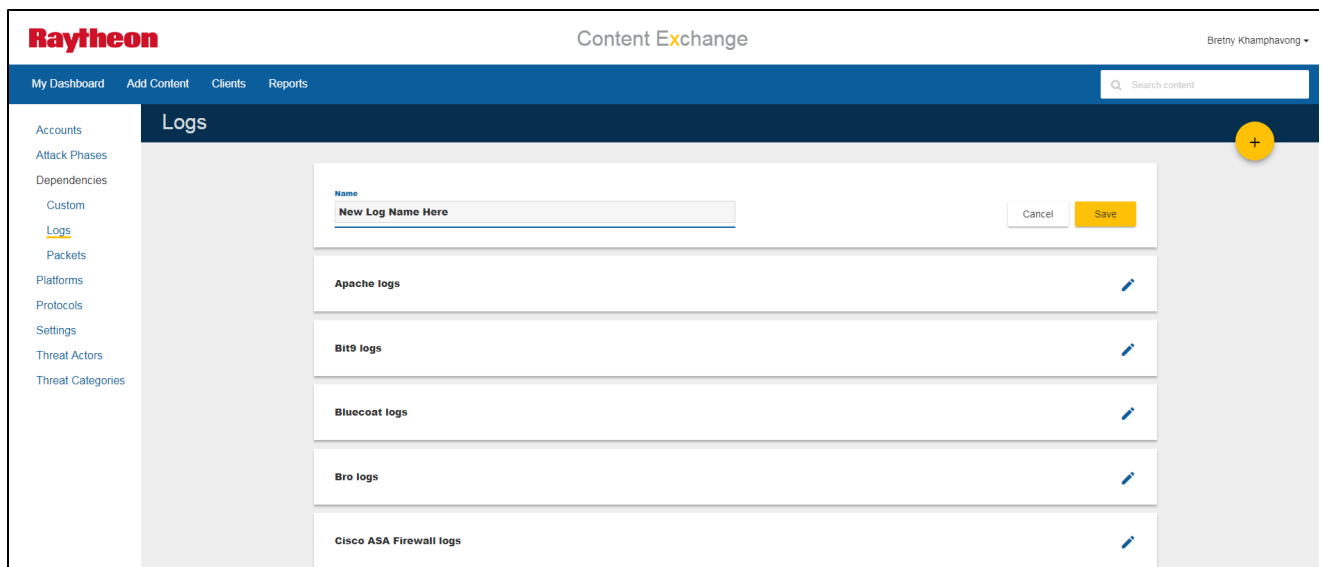 Raytheon
Content Exchange
Bretny Khamphavong
My Dashboard Add Content Clients Reports
Search content
Logs
Accounts
Attack Phases
Dependencies
Custom
Logs
Packets
Platforms
Protocols
Settings
Threat Actors
Threat Categories
+
Name
New Log Name Here
Cancel Save
Apache logs
Bit9 logs
Bluecoat logs
Bro logs
Cisco ASA Firewall logs